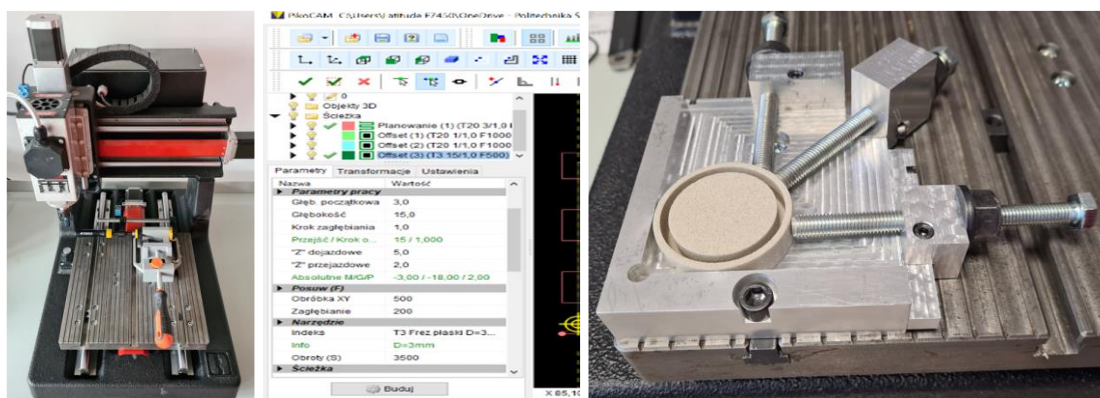 PikoCAM C:\Users\Latitude E7450\OneDrive - Politechnika Ś
0
Objekty 3D
Ścieżka
Planowanie (1) (T20 3/1,0 F
Offset (1) (T20 1/1,0 F1000
Offset (2) (T20 1/1,0 F1000
Offset (3) (T3 15/1,0 F500)
Parametry Transformacje Ustawienia
Nazwa Wartość
Parametry pracy
Głęb. początkowa 3,0
Głębokość 15,0
Krok zagłębiania 1,0
Przejść / Krok o... 15 / 1,000
"Z" dojazdowe 5,0
"Z" przejazdowe 2,0
Absolutne M/G/P -3,00 / -18,00 / 2,00
Posuw (F)
Obróbka XY 500
Zagłębianie 200
Narzędzie
Indeks T3 Frez płaski D=3...
Info D=3mm
Obroty (S) 3500
Ścieżka
Buduj
X 85,10